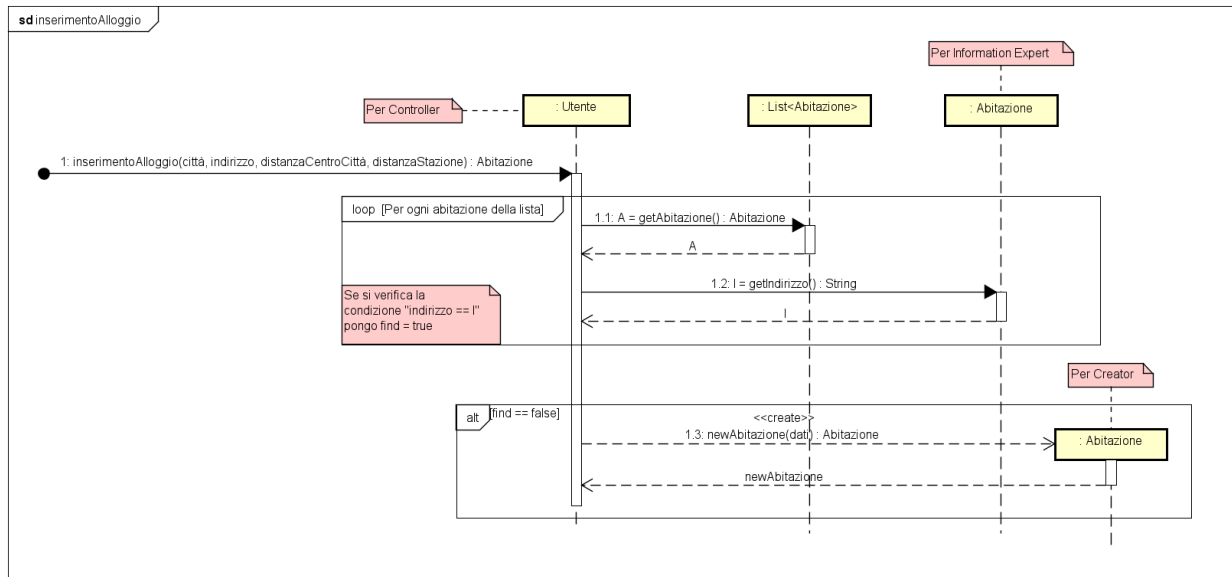 sd inserimentoAlloggio
Per Information Expert
Per Controller
: Utente
: List<Abitazione>
: Abitazione
1: inserimentoAlloggio(città, indirizzo, distanzaCentroCittà, distanzaStazione) : Abitazione
loop [Per ogni abitazione della lista]
1.1: A = getAbitazione() : Abitazione
A
1.2: I = getIndirizzo() : String
I
Se si verifica la
condizione "indirizzo == I"
pongo find = true
Per Creator
alt [find == false]
<<create>>
1.3: newAbitazione(dati) : Abitazione
: Abitazione
newAbitazione